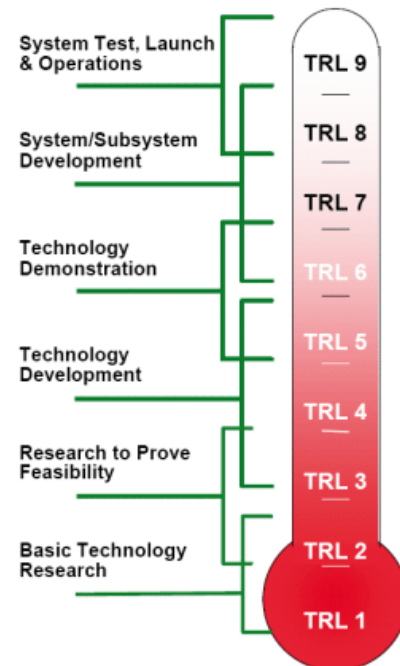 System Test, Launch
& Operations
System/Subsystem
Development
Technology
Demonstration
Technology
Development
Research to Prove
Feasibility
Basic Technology
Research
TRL 9
TRL 8
TRL 7
TRL 6
TRL 5
TRL 4
TRL 3
TRL 2
TRL 1